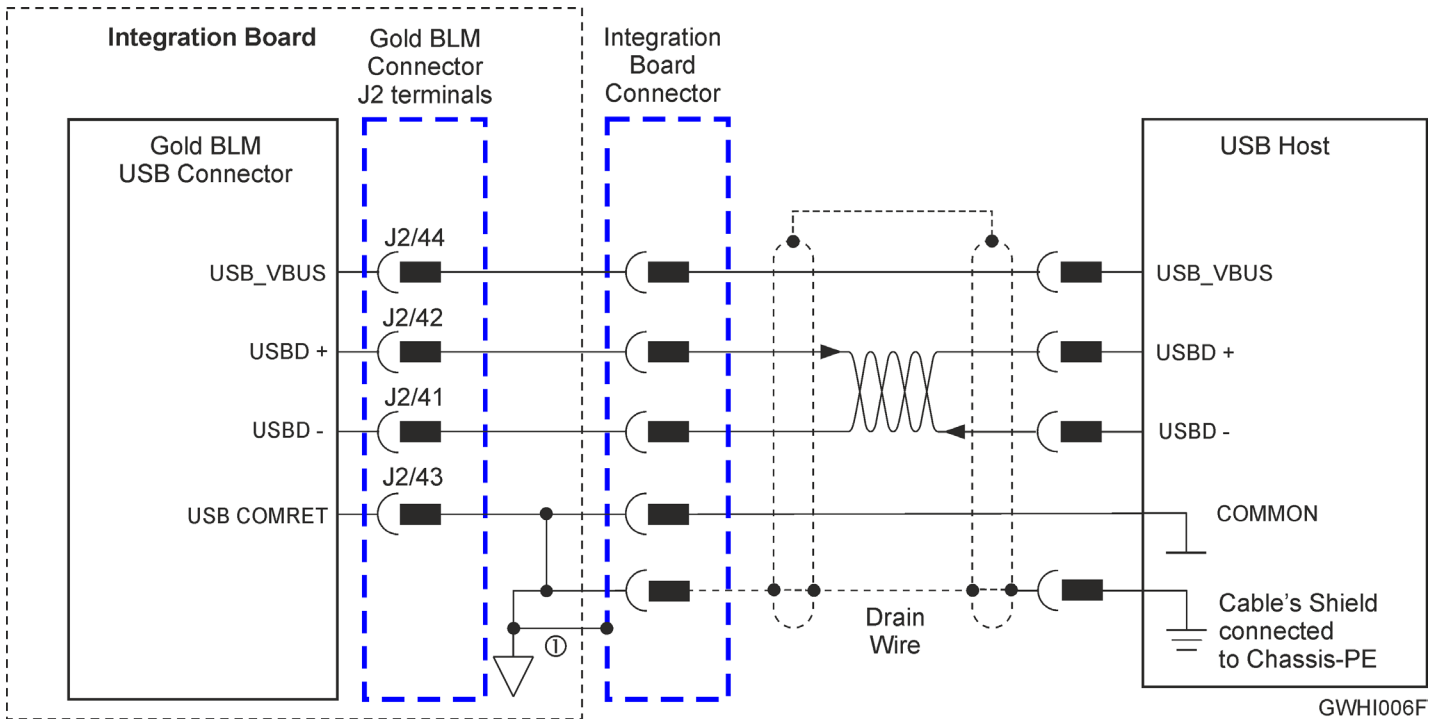 Integration Board
Gold BLM
Connector
J2 terminals
Integration
Board
Connector
Gold BLM
USB Connector
USB Host
J2/44
USB_VBUS
USB_VBUS
J2/42
USBD +
USBD +
J2/41
USBD -
USBD -
J2/43
USB COMRET
COMMON
Drain
Wire
Cable's Shield
connected
to Chassis-PE
①
GWHI006F